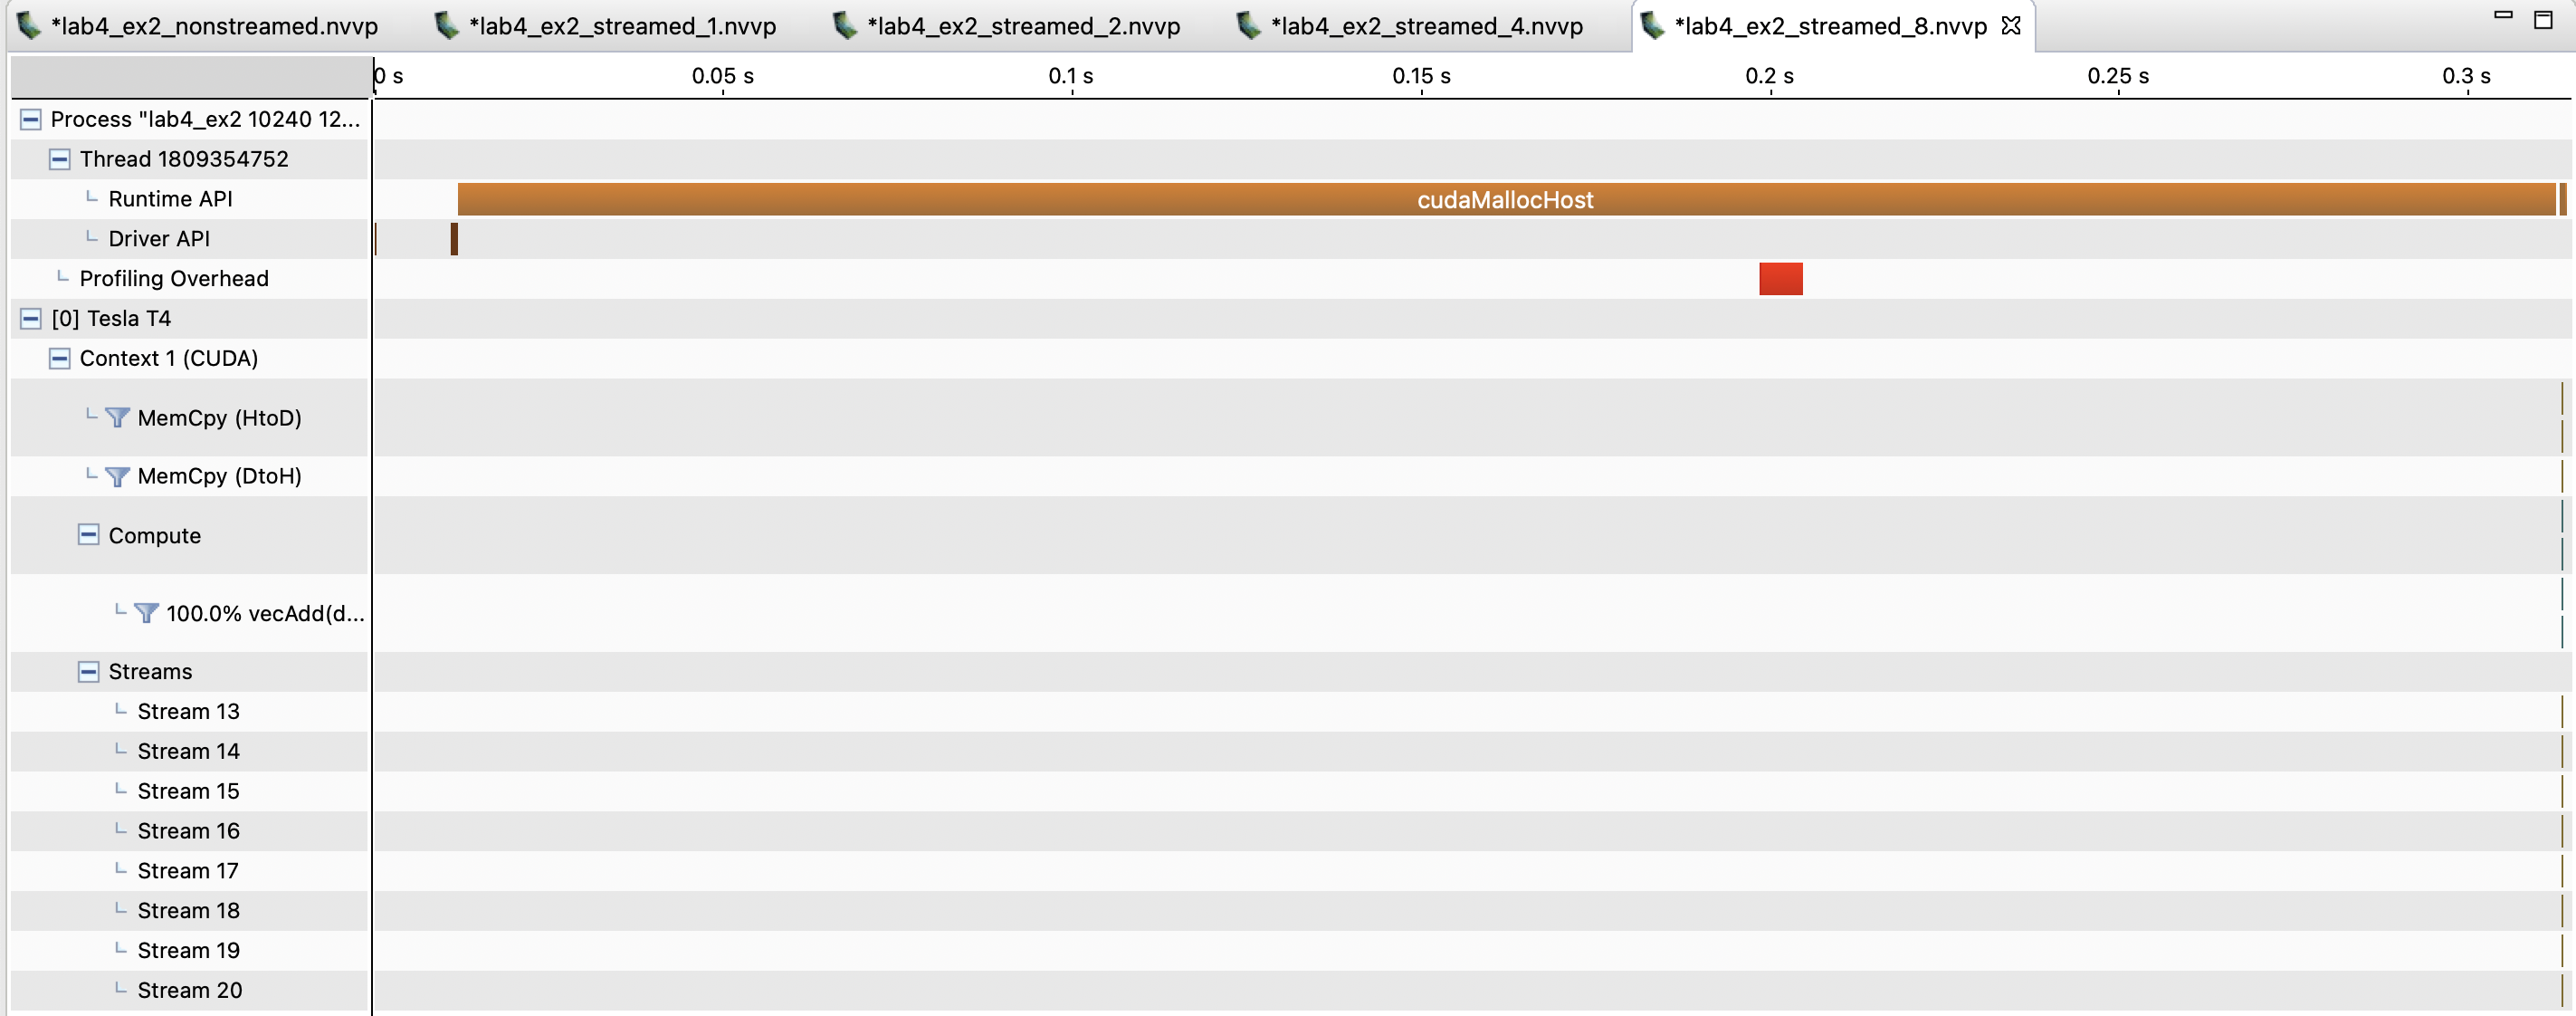 *lab4_ex2_nonstreamed.nvvp *lab4_ex2_streamed_1.nvvp *lab4_ex2_streamed_2.nvvp *lab4_ex2_streamed_4.nvvp *lab4_ex2_streamed_8.nvvp
0 s 0.05 s 0.1 s 0.15 s 0.2 s 0.25 s 0.3 s
Process "lab4_ex2 10240 12...
Thread 1809354752
Runtime API cudaMallocHost
Driver API
Profiling Overhead
[0] Tesla T4
Context 1 (CUDA)
MemCpy (HtoD)
MemCpy (DtoH)
Compute
100.0% vecAdd(d...
Streams
Stream 13
Stream 14
Stream 15
Stream 16
Stream 17
Stream 18
Stream 19
Stream 20